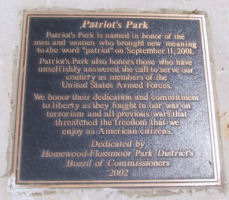 Patriot's Park
Patriot's Park is named in honor of the
men and women who brought new meaning
to the word "patriot" on September 11, 2001.
Patriot's Park also honors those who have
unselfishly answered the call to serve our
country as members of the
United States Armed Forces.
We honor their dedication and commitment
to liberty as they fought in our war on
terrorism and all previous wars that
threatened the freedom that we
enjoy as American citizens.
Dedicated by
Homewood-Flossmoor Park District's
Board of Commissioners
2002